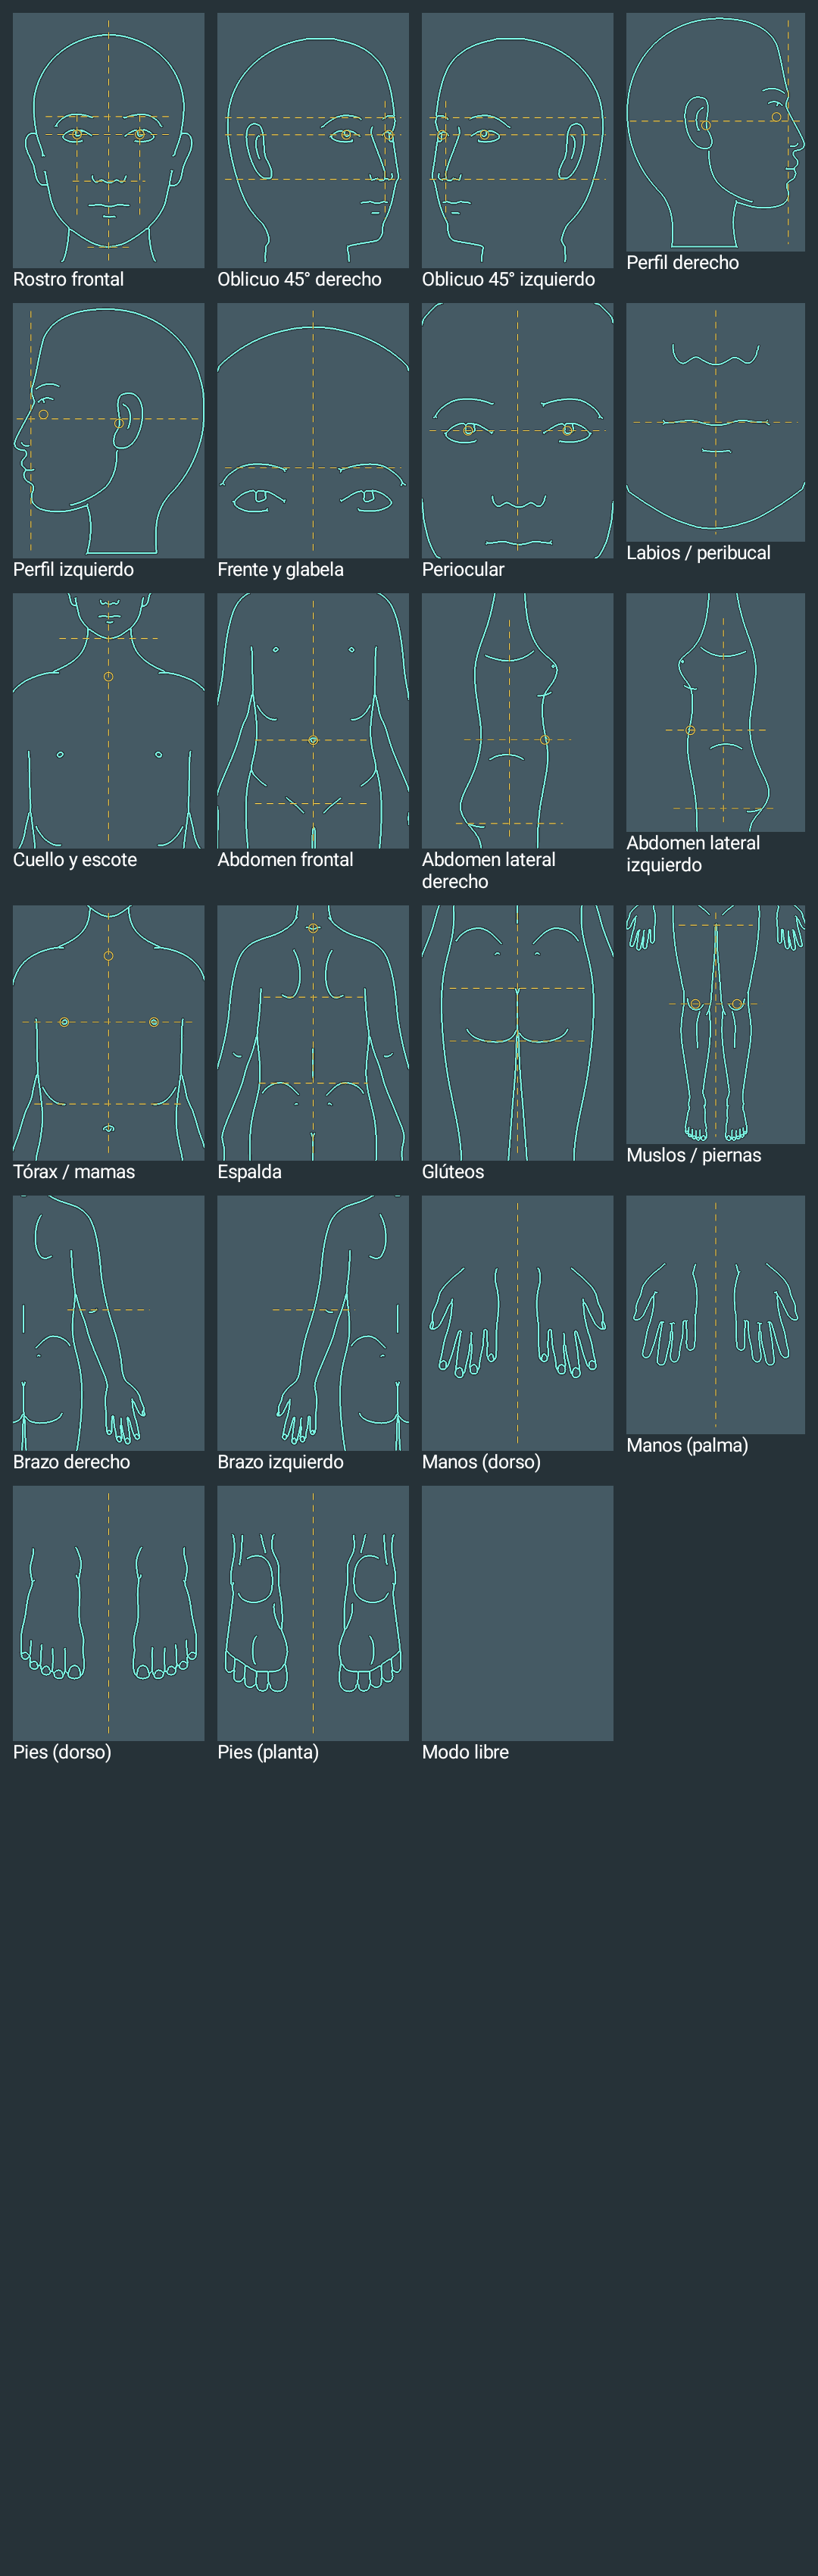 Rostro frontal
Oblicuo 45° derecho
Oblicuo 45° izquierdo
Perfil derecho
Perfil izquierdo
Frente y glabela
Periocular
Labios / peribucal
Cuello y escote
Abdomen frontal
Abdomen lateral
derecho
Abdomen lateral
izquierdo
Tórax / mamas
Espalda
Glúteos
Muslos / piernas
Brazo derecho
Brazo izquierdo
Manos (dorso)
Manos (palma)
Pies (dorso)
Pies (planta)
Modo libre